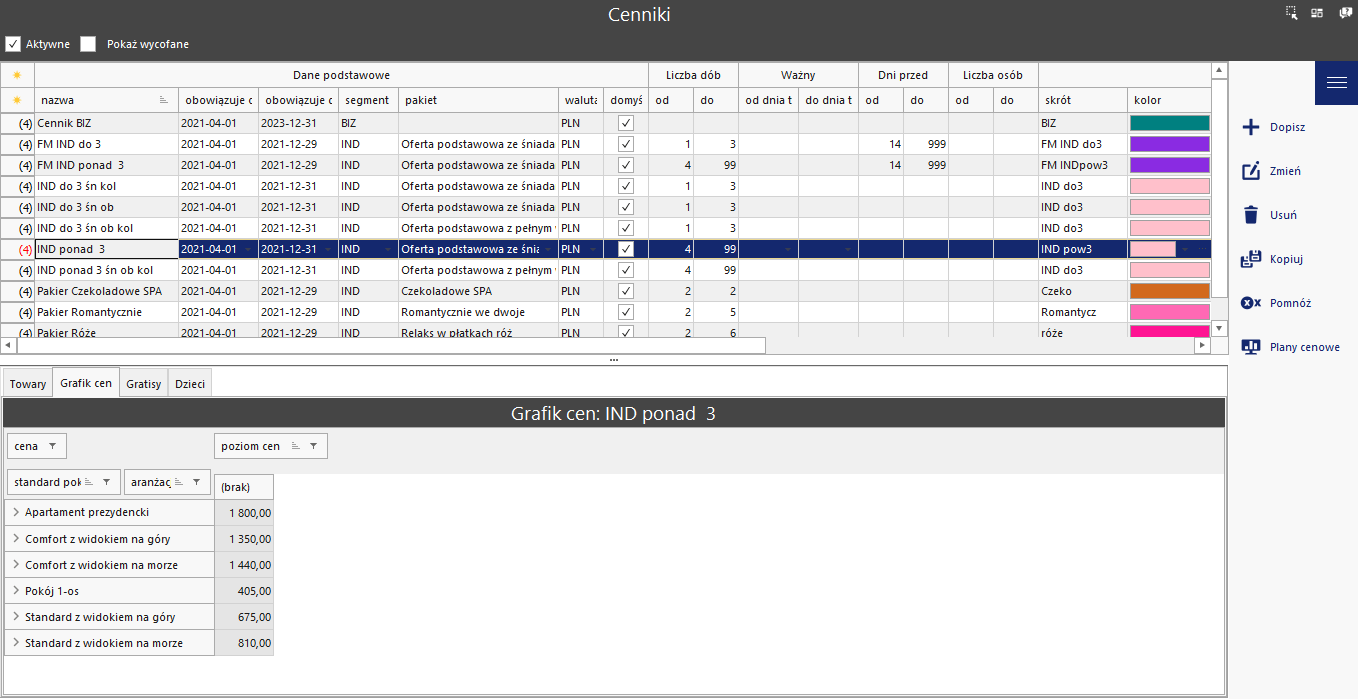 Cenniki
Aktywne Pokaż wycofane
Dane podstawowe Liczba dób Ważny Dni przed Liczba osób
nazwa obowiązuje c obowiązuje c segment pakiet waluta domyś od do od dnia t do dnia t od do od do skrót kolor
(4) Cennik BIZ 2021-04-01 2023-12-31 BIZ PLN BIZ
(4) FM IND do 3 2021-04-01 2021-12-29 IND Oferta podstawowa ze śniada PLN 1 3 14 999 FM IND do3
(4) FM IND ponad 3 2021-04-01 2021-12-29 IND Oferta podstawowa ze śniada PLN 4 99 14 999 FM INDpow3
(4) IND do 3 śn kol 2021-04-01 2021-12-31 IND Oferta podstawowa ze śniada PLN 1 3 IND do3
(4) IND do 3 śn ob 2021-04-01 2021-12-31 IND Oferta podstawowa ze śniada PLN 1 3 IND do3
(4) IND do 3 śn ob kol 2021-04-01 2021-12-31 IND Oferta podstawowa z pełnym PLN 1 3 IND do3
(4) IND ponad 3 2021-04-01 2021-12-31 IND Oferta podstawowa ze śnia PLN 4 99 IND pow3
(4) IND ponad 3 śn ob kol 2021-04-01 2021-12-31 IND Oferta podstawowa z pełnym PLN 4 99 IND do3
(4) Pakier Czekoladowe SPA 2021-04-01 2021-12-29 IND Czekoladowe SPA PLN 2 2 Czeko
(4) Pakier Romantycznie 2021-04-01 2021-12-29 IND Romantycznie we dwoje PLN 2 5 Romantycz
(4) Pakier Róże 2021-04-01 2021-12-29 IND Relaks w płatkach róż PLN 2 6 róże
Dopisz
Zmień
Usuń
Kopiuj
Pomnóż
Plany cenowe
Towary Grafik cen Gratisy Dzieci
Grafik cen: IND ponad 3
cena poziom cen
standard pok aranżac (brak)
Apartament prezydencki 1 800,00
Comfort z widokiem na góry 1 350,00
Comfort z widokiem na morze 1 440,00
Pokój 1-os 405,00
Standard z widokiem na góry 675,00
Standard z widokiem na morze 810,00